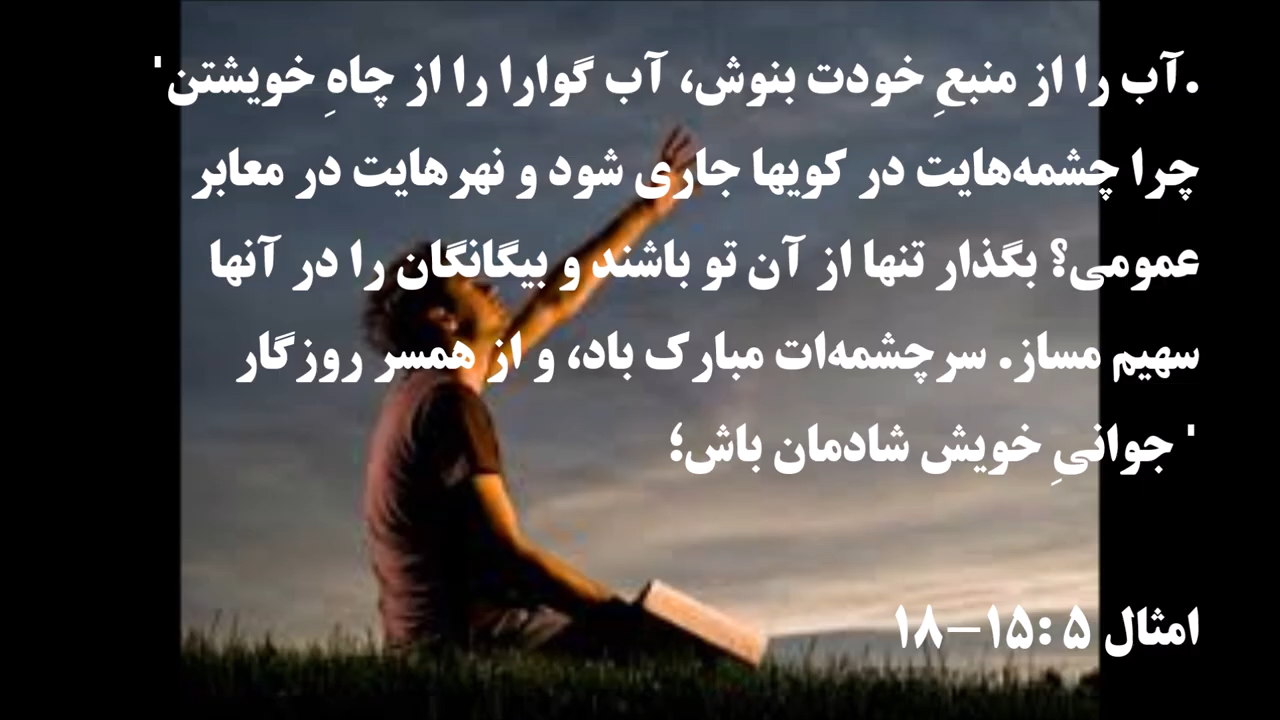 .آب را از منبعِ خودت بنوش، آب گوارا را از چاهِ خویشتن'
چرا چشمه‌هایت در کویها جاری شود و نهرهایت در معابر
عمومی؟ بگذار تنها از آن تو باشند و بیگانگان را در آنها
سهیم مساز. سرچشمه‌ات مبارک باد، و از همسر روزگار
' جوانیِ خویش شادمان باش؛
امثال ۵:‏۱۵–۱۸